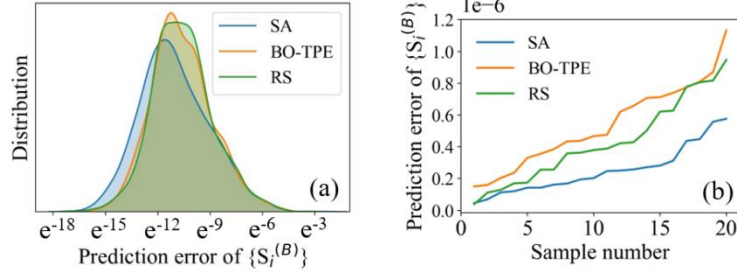 SA
BO-TPE
RS
Distribution
(a)
e-18 e-15 e-12 e-9 e-6 e-3
Prediction error of {Si(B)}
1e-6
Prediction error of {Si(B)}
1.2
1.0
0.8
0.6
0.4
0.2
0.0
SA
BO-TPE
RS
(b)
0 5 10 15 20
Sample number